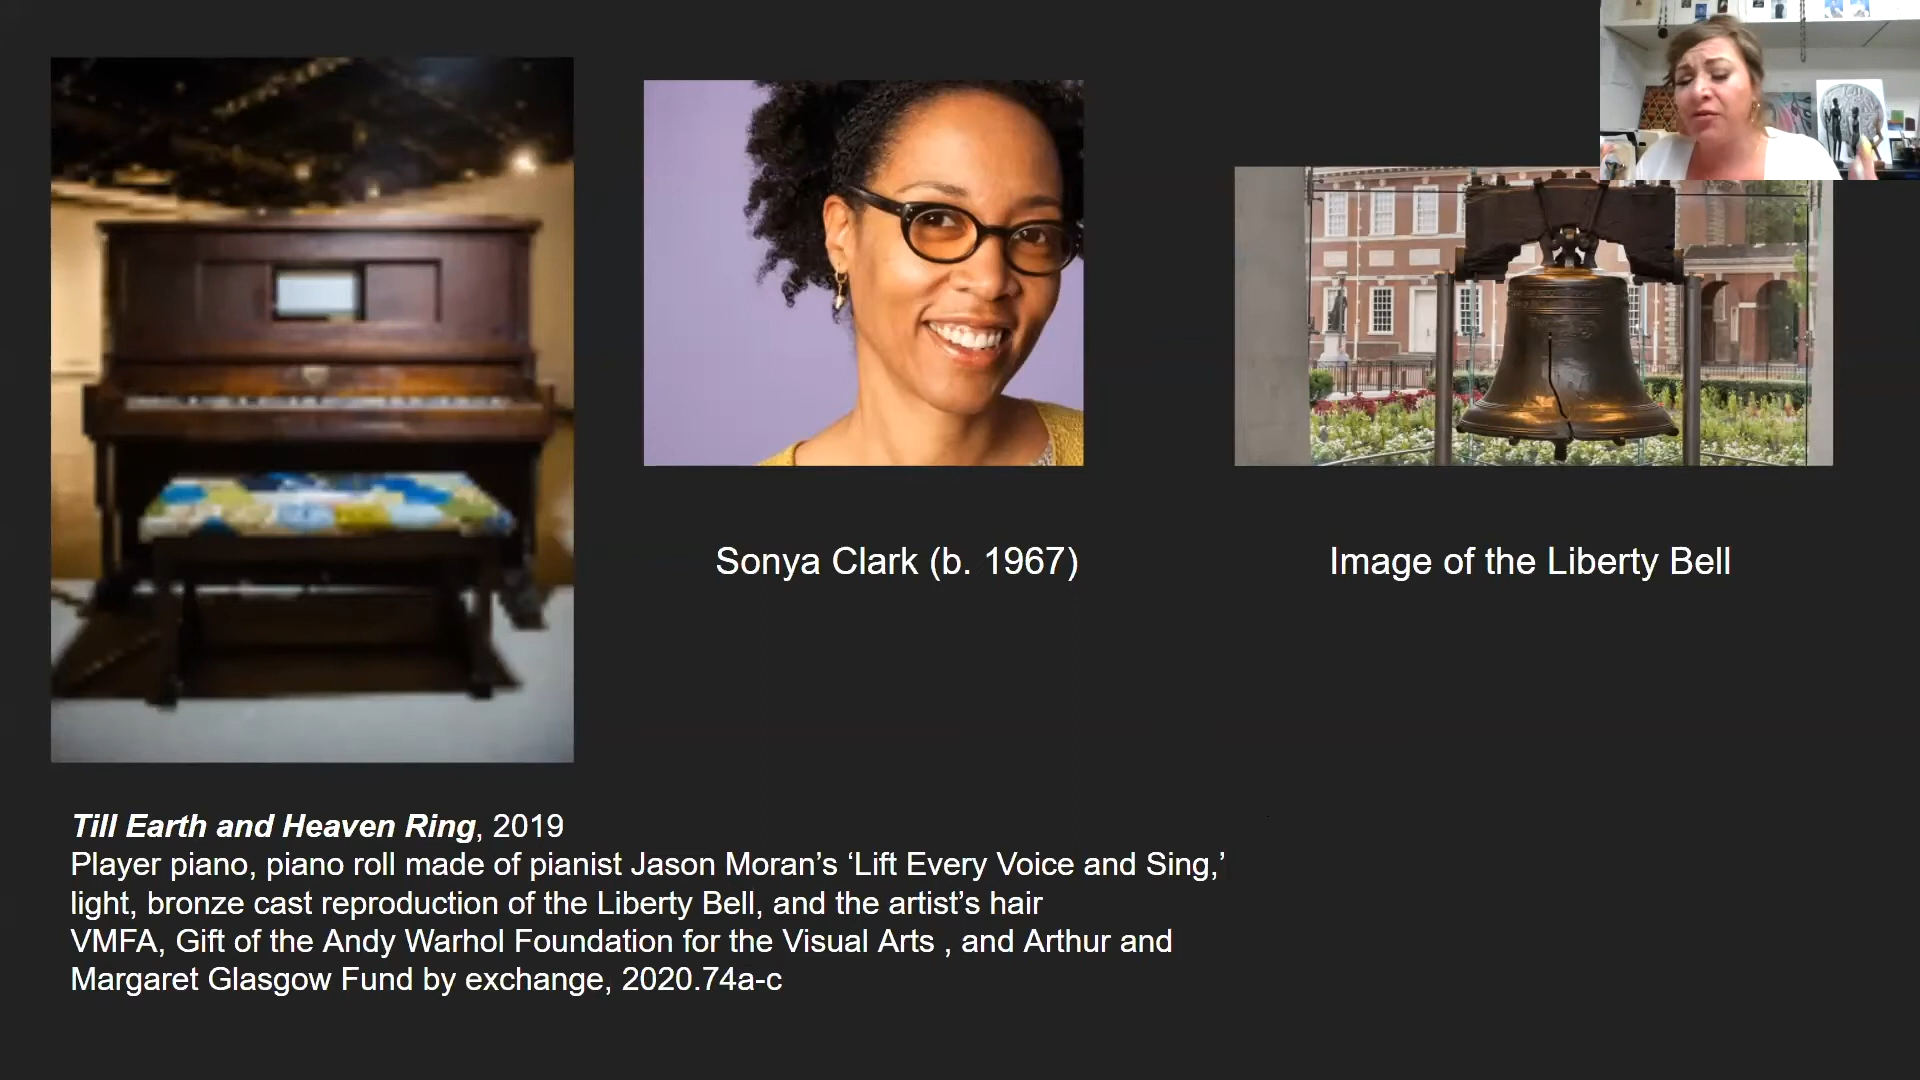 Sonya Clark (b. 1967)
Image of the Liberty Bell
Till Earth and Heaven Ring, 2019
Player piano, piano roll made of pianist Jason Moran’s ‘Lift Every Voice and Sing,’
light, bronze cast reproduction of the Liberty Bell, and the artist’s hair
VMFA, Gift of the Andy Warhol Foundation for the Visual Arts , and Arthur and
Margaret Glasgow Fund by exchange, 2020.74a-c